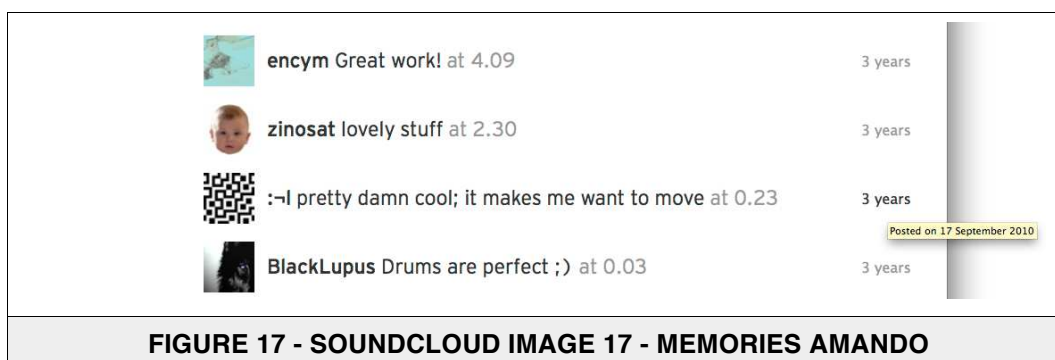 encym Great work! at 4.09 3 years
zinosat lovely stuff at 2.30 3 years
:¬l pretty damn cool; it makes me want to move at 0.23 3 years
Posted on 17 September 2010
BlackLupus Drums are perfect ;) at 0.03 3 years
FIGURE 17 - SOUNDCLOUD IMAGE 17 - MEMORIES AMANDO